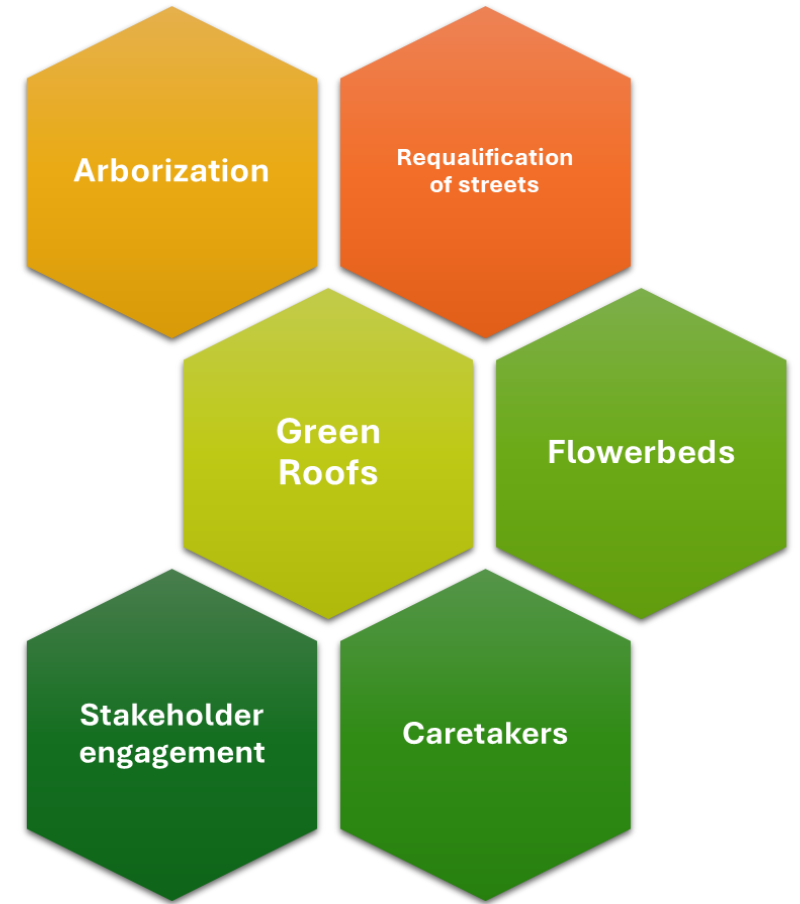 Arborization
Requalification
of streets
Green
Roofs
Flowerbeds
Stakeholder
engagement
Caretakers